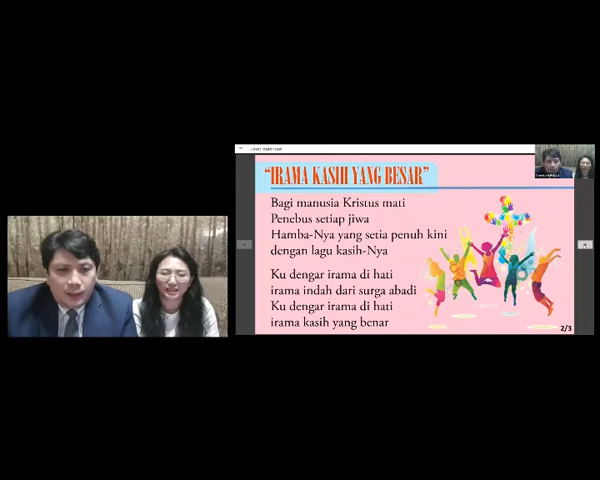 "IRAMA KASIH YANG BESAR"
Bagi manusia Kristus mati
Penebus setiap jiwa
Hamba-Nya yang setia penuh kini
dengan lagu kasih-Nya
Ku dengar irama di hati
irama indah dari surga abadi
Ku dengar irama di hati
irama kasih yang benar
2/3